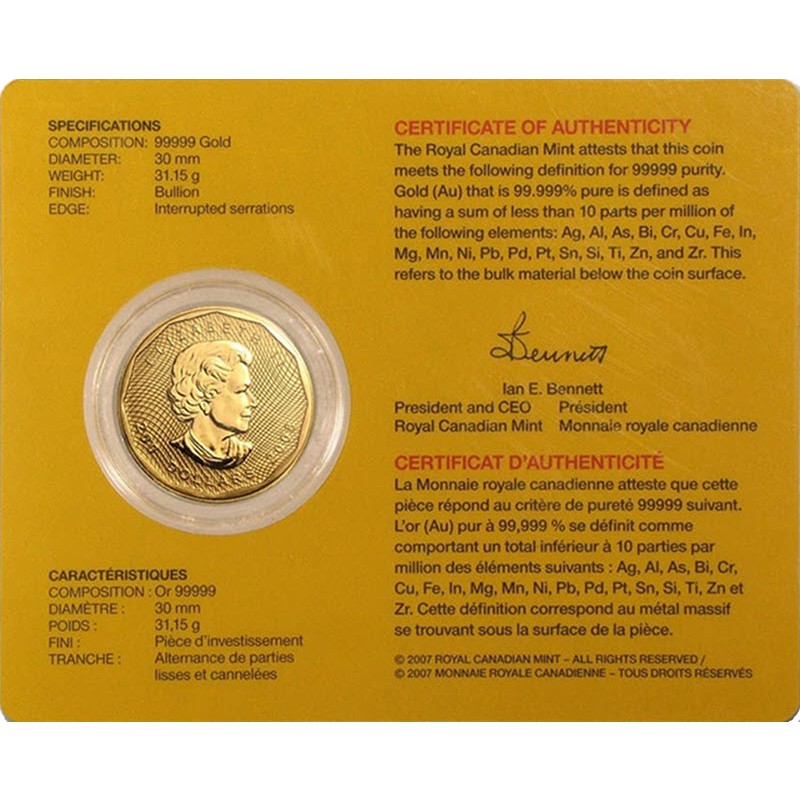 SPECIFICATIONS
COMPOSITION: 99999 Gold
DIAMETER: 30 mm
WEIGHT: 31.15 g
FINISH: Bullion
EDGE: Interrupted serrations
ELIZABETH
DOLLARS
CARACTÉRISTIQUES
COMPOSITION : Or 99999
DIAMÈTRE : 30 mm
POIDS : 31,15 g
FINI : Pièce d'investissement
TRANCHE : Alternance de parties
lisses et cannelées
CERTIFICATE OF AUTHENTICITY
The Royal Canadian Mint attests that this coin
meets the following definition for 99999 purity.
Gold (Au) that is 99.999% pure is defined as
having a sum of less than 10 parts per million of
the following elements: Ag, Al, As, Bi, Cr, Cu, Fe, In,
Mg, Mn, Ni, Pb, Pd, Pt, Sn, Si, Ti, Zn, and Zr. This
refers to the bulk material below the coin surface.
Bennett
Ian E. Bennett
President and CEO Président
Royal Canadian Mint Monnaie royale canadienne
CERTIFICAT D'AUTHENTICITÉ
La Monnaie royale canadienne atteste que cette
pièce répond au critère de pureté 99999 suivant.
L'or (Au) pur à 99,999 % se définit comme
comportant un total inférieur à 10 parties par
million des éléments suivants : Ag, Al, As, Bi, Cr,
Cu, Fe, In, Mg, Mn, Ni, Pb, Pd, Pt, Sn, Si, Ti, Zn et
Zr. Cette définition correspond au métal massif
se trouvant sous la surface de la pièce.
© 2007 ROYAL CANADIAN MINT – ALL RIGHTS RESERVED /
© 2007 MONNAIE ROYALE CANADIENNE – TOUS DROITS RÉSERVÉS